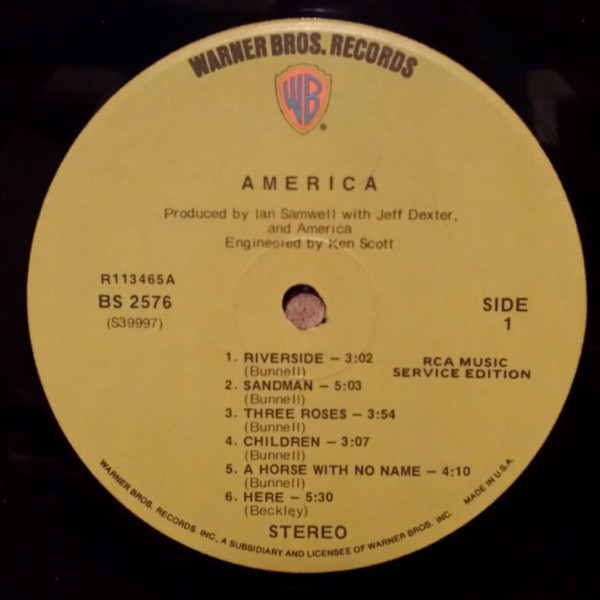 WARNER BROS. RECORDS
WB
®
AMERICA
Produced by Ian Samwell with Jeff Dexter,
and America
Engineered by Ken Scott
R113465A
BS 2576
(S39997)
SIDE
1
1. RIVERSIDE — 3:02
(Bunnell)
RCA MUSIC
SERVICE EDITION
2. SANDMAN — 5:03
(Bunnell)
3. THREE ROSES — 3:54
(Bunnell)
4. CHILDREN — 3:07
(Bunnell)
5. A HORSE WITH NO NAME — 4:10
(Bunnell)
6. HERE — 5:30
(Beckley)
STEREO
WARNER BROS. RECORDS INC., A SUBSIDIARY AND LICENSEE OF WARNER BROS. INC. MADE IN U.S.A.